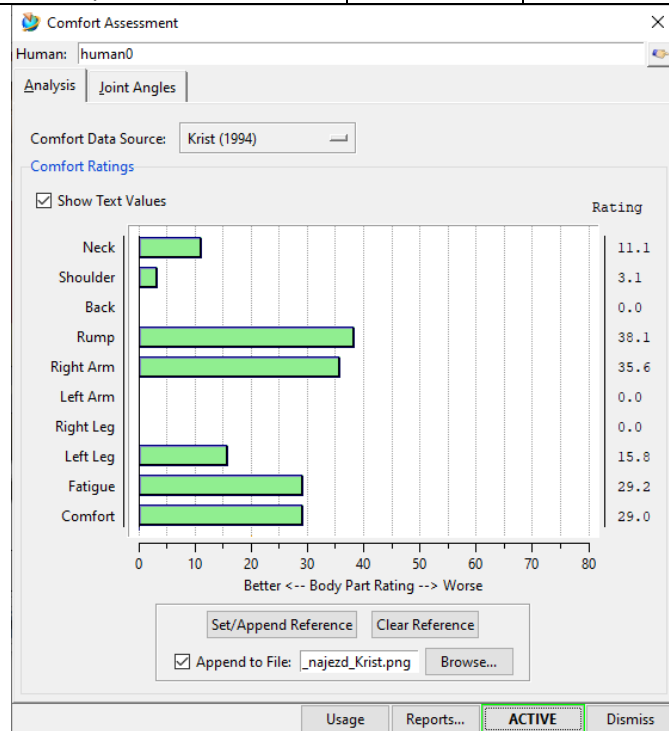 Comfort Assessment
Human: human0
Analysis Joint Angles
Comfort Data Source: Krist (1994)
Comfort Ratings
Show Text Values
Rating
Neck 11.1
Shoulder 3.1
Back 0.0
Rump 38.1
Right Arm 35.6
Left Arm 0.0
Right Leg 0.0
Left Leg 15.8
Fatigue 29.2
Comfort 29.0
0 10 20 30 40 50 60 70 80
Better <-- Body Part Rating --> Worse
Set/Append Reference Clear Reference
Append to File: _najezd_Krist.png Browse...
Usage Reports... ACTIVE Dismiss